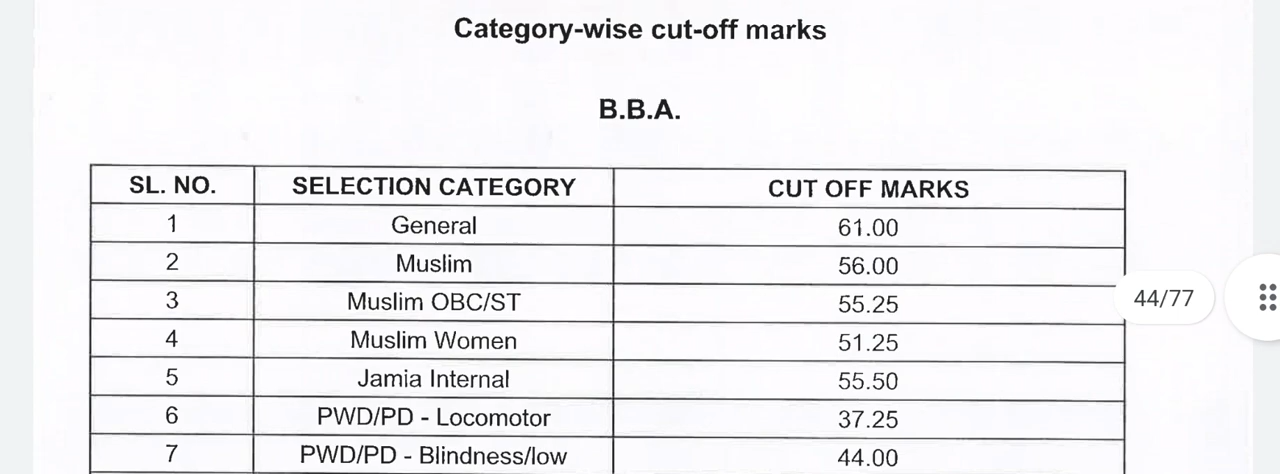 Category-wise cut-off marks
B.B.A.
SL. NO. SELECTION CATEGORY CUT OFF MARKS
1 General 61.00
2 Muslim 56.00
3 Muslim OBC/ST 55.25
44/77
4 Muslim Women 51.25
5 Jamia Internal 55.50
6 PWD/PD - Locomotor 37.25
7 PWD/PD - Blindness/low 44.00